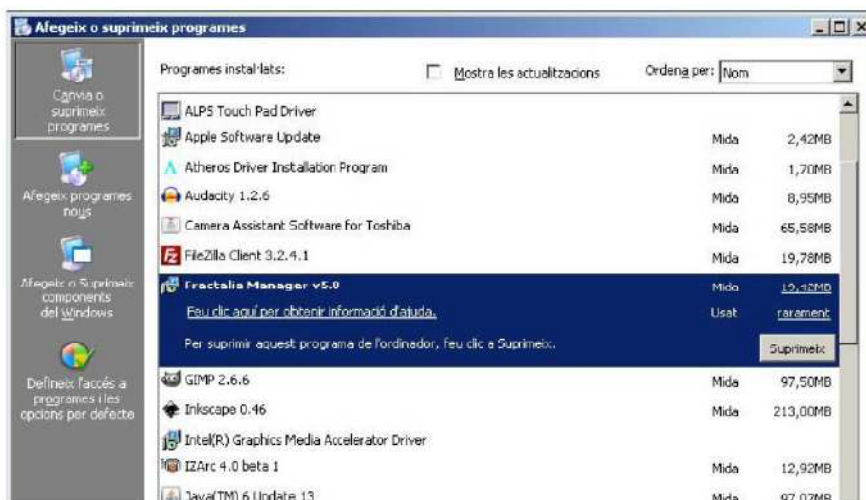 Afegeix o suprimeix programes
Canvia o
suprimeix
programes
Afegeix programes
nous
Afegeix o Suprimeix
components
del Windows
Defineix l'accés a
programes i les
opcions per defecte
Programes instal·lats:
Mostra les actualitzacions
Ordena per: Nom
ALPS Touch Pad Driver
Apple Software Update Mida 2,42MB
Atheros Driver Installation Program Mida 1,70MB
Audacity 1.2.6 Mida 8,95MB
Camera Assistant Software for Toshiba Mida 65,58MB
FileZilla Client 3.2.4.1 Mida 19,78MB
Fractalia Manager v5.0 Mida
Feu clic aquí per obtenir informació d'ajuda. Usat rarament
Per suprimir aquest programa de l'ordinador, feu clic a Suprimeix. Suprimeix
GIMP 2.6.6 Mida 97,50MB
Inkscape 0.46 Mida 213,00MB
Intel(R) Graphics Media Accelerator Driver
IZArc 4.0 beta 1 Mida 12,92MB
Java(TM) 6 Update 13 Mida 97,07MB